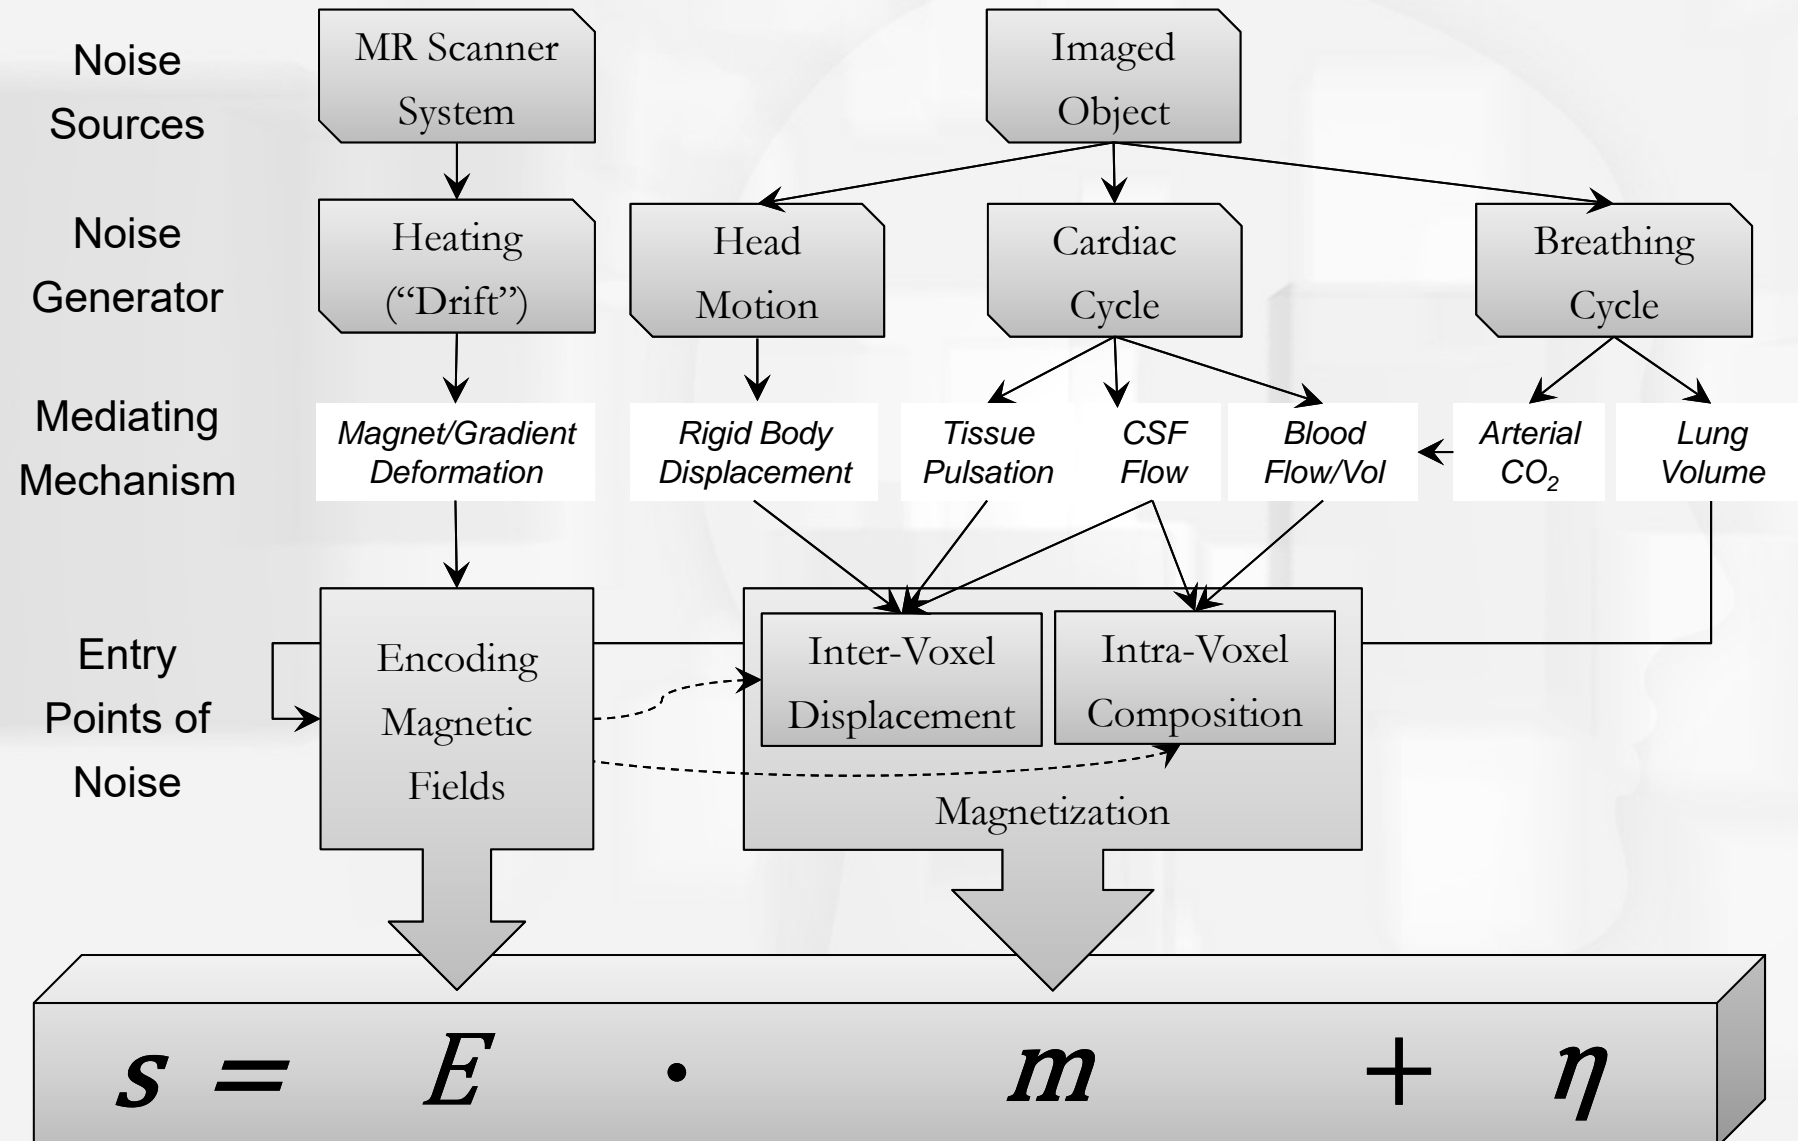 Noise
Sources
MR Scanner
System
Imaged
Object
Noise
Generator
Heating
(“Drift”)
Head
Motion
Cardiac
Cycle
Breathing
Cycle
Mediating
Mechanism
Magnet/Gradient
Deformation
Rigid Body
Displacement
Tissue
Pulsation
CSF
Flow
Blood
Flow/Vol
Arterial
CO₂
Lung
Volume
Entry
Points of
Noise
Encoding
Magnetic
Fields
Inter-Voxel
Displacement
Intra-Voxel
Composition
Magnetization
s = E · m + η